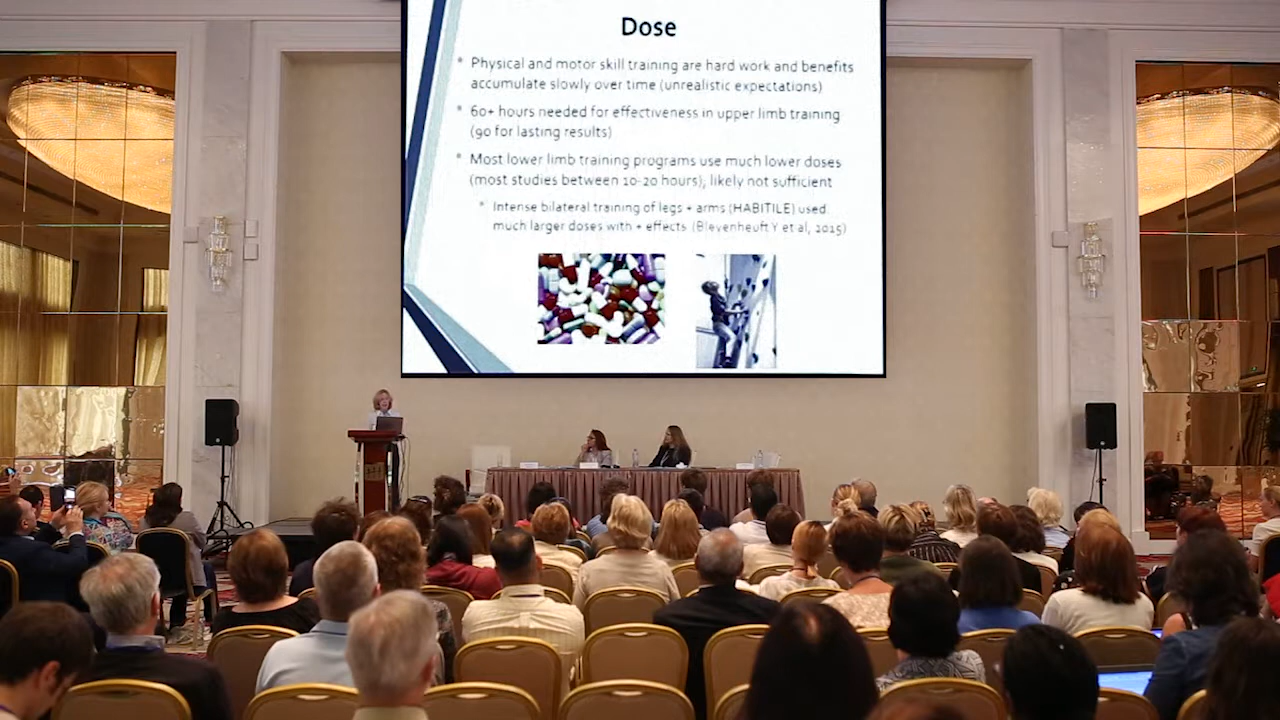 Dose
Physical and motor skill training are hard work and benefits
accumulate slowly over time (unrealistic expectations)
60+ hours needed for effectiveness in upper limb training
(90 for lasting results)
Most lower limb training programs use much lower doses
(most studies between 10-20 hours); likely not sufficient
Intense bilateral training of legs + arms (HABITILE) used
much larger doses with + effects (Bleyenheuft Y et al, 2015)